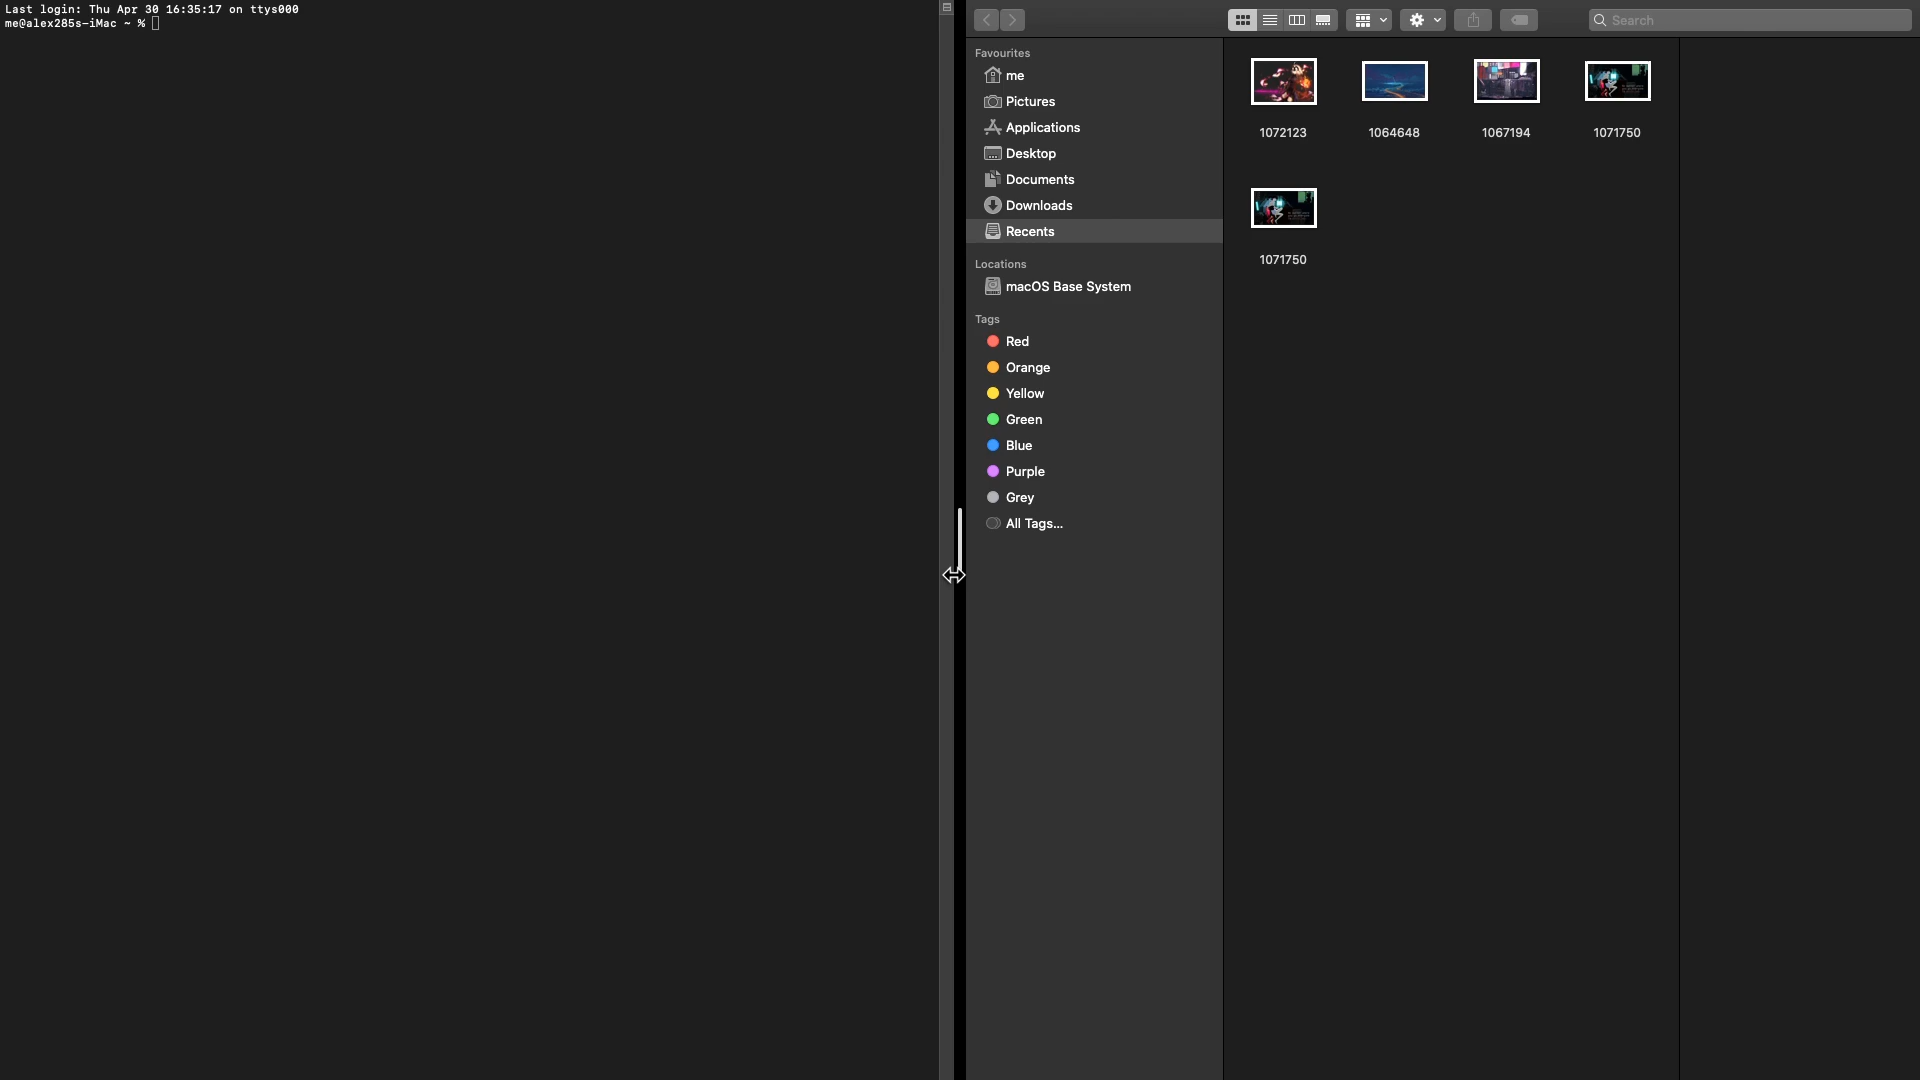 Last login: Thu Apr 30 16:35:17 on ttys000
me@alex285s-iMac ~ %
Search
Favourites
me
Pictures
Applications
Desktop
Documents
Downloads
Recents
Locations
macOS Base System
Tags
Red
Orange
Yellow
Green
Blue
Purple
Grey
All Tags...
1072123
1064648
1067194
1071750
1071750